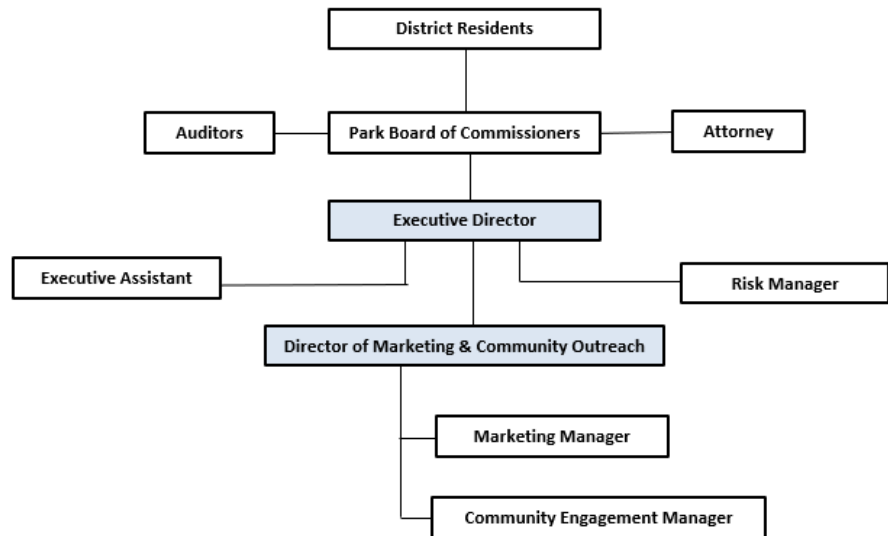 District Residents
Auditors
Park Board of Commissioners
Attorney
Executive Director
Executive Assistant
Risk Manager
Director of Marketing & Community Outreach
Marketing Manager
Community Engagement Manager